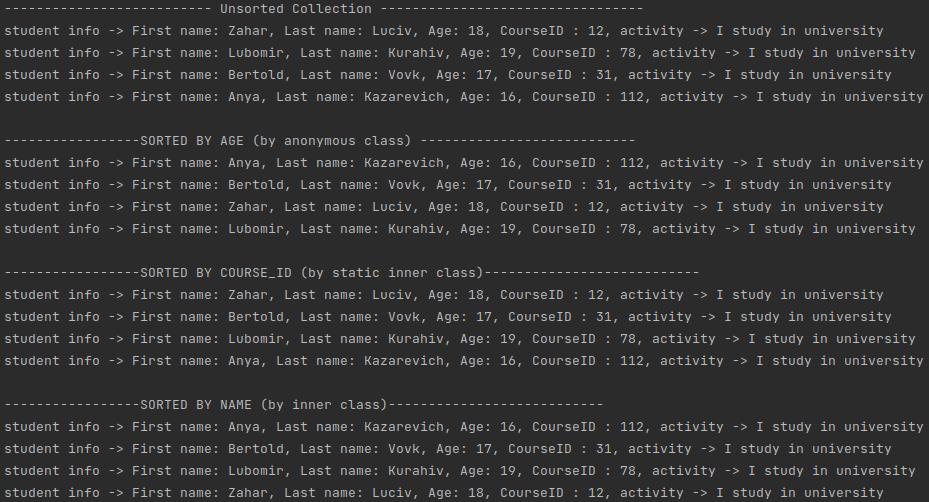 -------------------------- Unsorted Collection ---------------------------------
student info -> First name: Zahar, Last name: Luciv, Age: 18, CourseID : 12, activity -> I study in university
student info -> First name: Lubomir, Last name: Kurahiv, Age: 19, CourseID : 78, activity -> I study in university
student info -> First name: Bertold, Last name: Vovk, Age: 17, CourseID : 31, activity -> I study in university
student info -> First name: Anya, Last name: Kazarevich, Age: 16, CourseID : 112, activity -> I study in university
-----------------SORTED BY AGE (by anonymous class) ---------------------------
student info -> First name: Anya, Last name: Kazarevich, Age: 16, CourseID : 112, activity -> I study in university
student info -> First name: Bertold, Last name: Vovk, Age: 17, CourseID : 31, activity -> I study in university
student info -> First name: Zahar, Last name: Luciv, Age: 18, CourseID : 12, activity -> I study in university
student info -> First name: Lubomir, Last name: Kurahiv, Age: 19, CourseID : 78, activity -> I study in university
-----------------SORTED BY COURSE_ID (by static inner class)---------------------------
student info -> First name: Zahar, Last name: Luciv, Age: 18, CourseID : 12, activity -> I study in university
student info -> First name: Bertold, Last name: Vovk, Age: 17, CourseID : 31, activity -> I study in university
student info -> First name: Lubomir, Last name: Kurahiv, Age: 19, CourseID : 78, activity -> I study in university
student info -> First name: Anya, Last name: Kazarevich, Age: 16, CourseID : 112, activity -> I study in university
-----------------SORTED BY NAME (by inner class)---------------------------
student info -> First name: Anya, Last name: Kazarevich, Age: 16, CourseID : 112, activity -> I study in university
student info -> First name: Bertold, Last name: Vovk, Age: 17, CourseID : 31, activity -> I study in university
student info -> First name: Lubomir, Last name: Kurahiv, Age: 19, CourseID : 78, activity -> I study in university
student info -> First name: Zahar, Last name: Luciv, Age: 18, CourseID : 12, activity -> I study in university